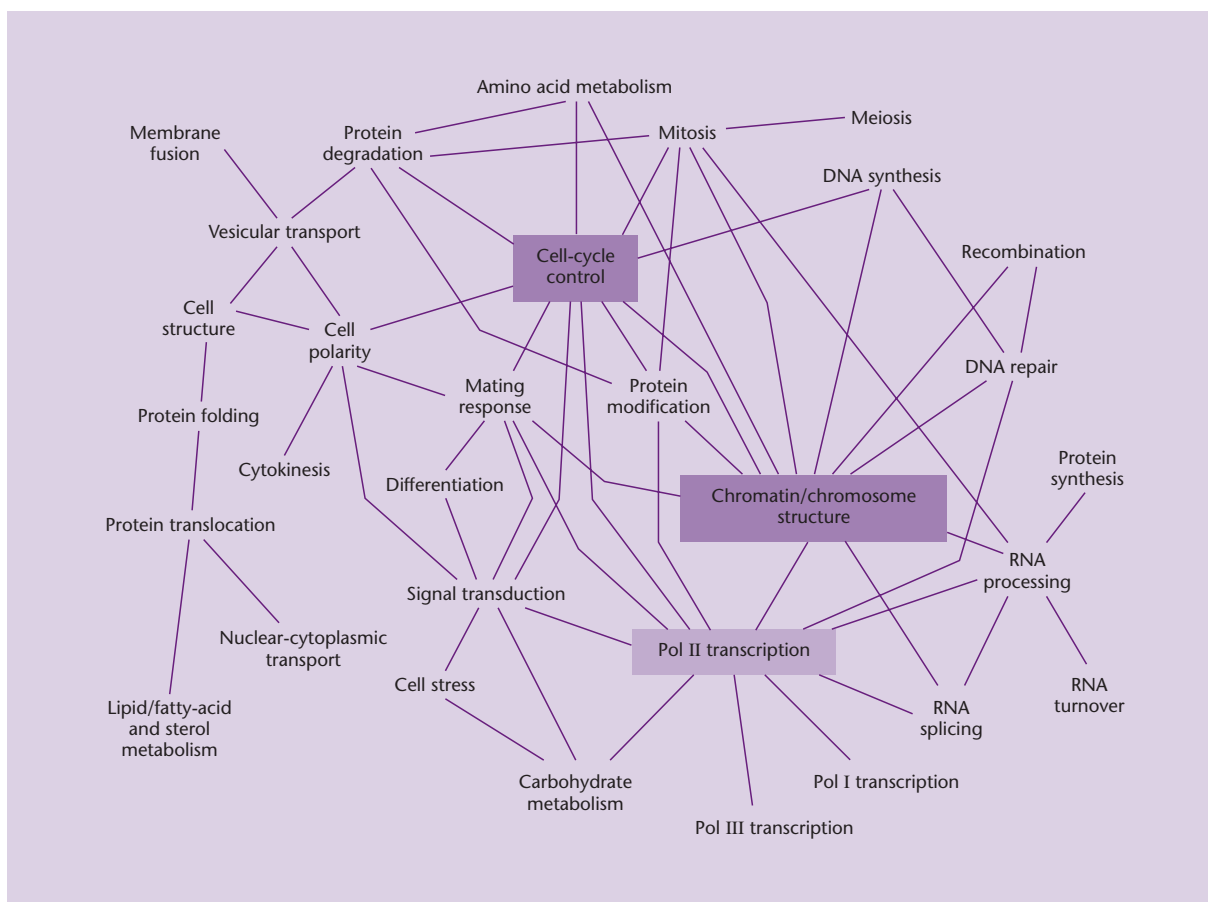 Amino acid metabolism
Meiosis
Membrane
fusion
Protein
degradation
Mitosis
DNA synthesis
Vesicular transport
Cell-cycle
control
Recombination
Cell
structure
Cell
polarity
DNA repair
Mating
response
Protein
modification
Protein folding
Cytokinesis
Differentiation
Chromatin/chromosome
structure
Protein
synthesis
Protein translocation
RNA
processing
Signal transduction
Nuclear-cytoplasmic
transport
Pol II transcription
Cell stress
RNA
turnover
Lipid/fatty-acid
and sterol
metabolism
RNA
splicing
Carbohydrate
metabolism
Pol I transcription
Pol III transcription